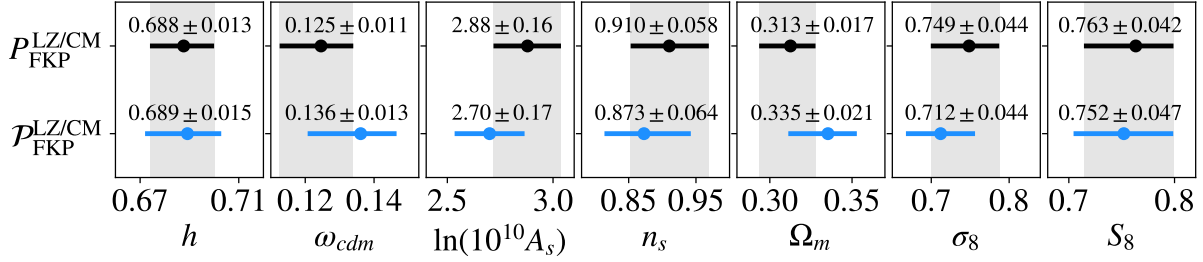 P_FKP^LZ/CM 0.688 ± 0.013 0.125 ± 0.011 2.88 ± 0.16 0.910 ± 0.058 0.313 ± 0.017 0.749 ± 0.044 0.763 ± 0.042
𝒫_FKP^LZ/CM 0.689 ± 0.015 0.136 ± 0.013 2.70 ± 0.17 0.873 ± 0.064 0.335 ± 0.021 0.712 ± 0.044 0.752 ± 0.047
0.67 0.71 0.12 0.14 2.5 3.0 0.85 0.95 0.30 0.35 0.7 0.8 0.7 0.8
h ω_cdm ln(10^10 A_s) n_s Ω_m σ_8 S_8